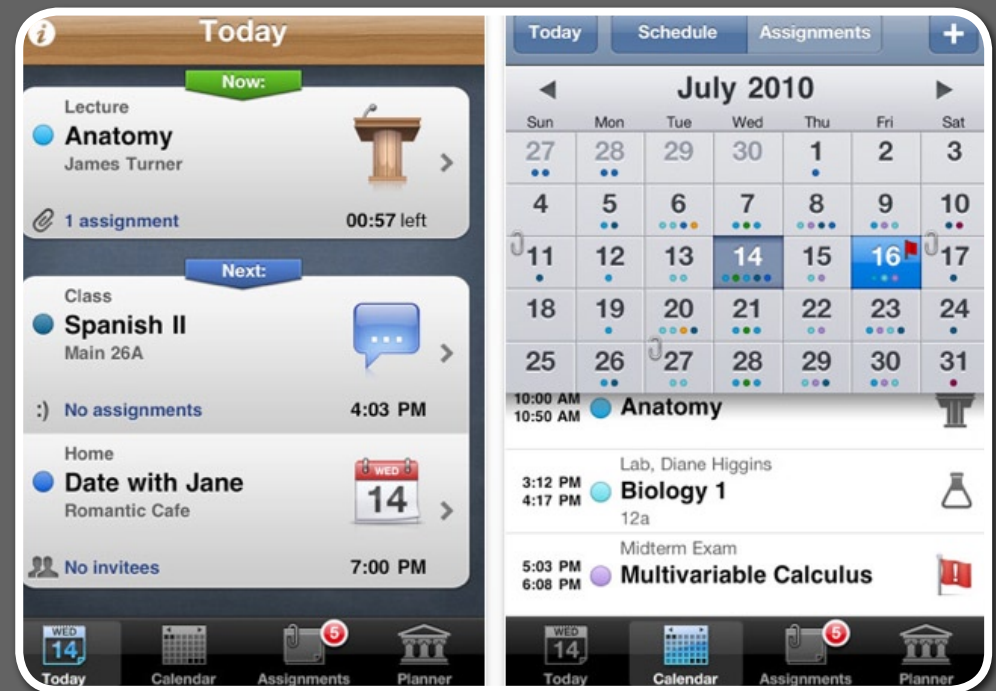 Today
Now:
Lecture
Anatomy
James Turner
1 assignment
00:57 left
Next:
Class
Spanish II
Main 26A
:) No assignments
4:03 PM
Home
Date with Jane
Romantic Cafe
WED
14
No invitees
7:00 PM
WED
14
5
Today Calendar Assignments Planner
Today Schedule Assignments +
July 2010
Sun Mon Tue Wed Thu Fri Sat
27 28 29 30 1 2 3
4 5 6 7 8 9 10
11 12 13 14 15 16 17
18 19 20 21 22 23 24
25 26 27 28 29 30 31
10:00 AM
10:50 AM
Anatomy
Lab, Diane Higgins
3:12 PM
4:17 PM
Biology 1
12a
Midterm Exam
5:03 PM
6:08 PM
Multivariable Calculus
!
WED
14
5
Today Calendar Assignments Planner